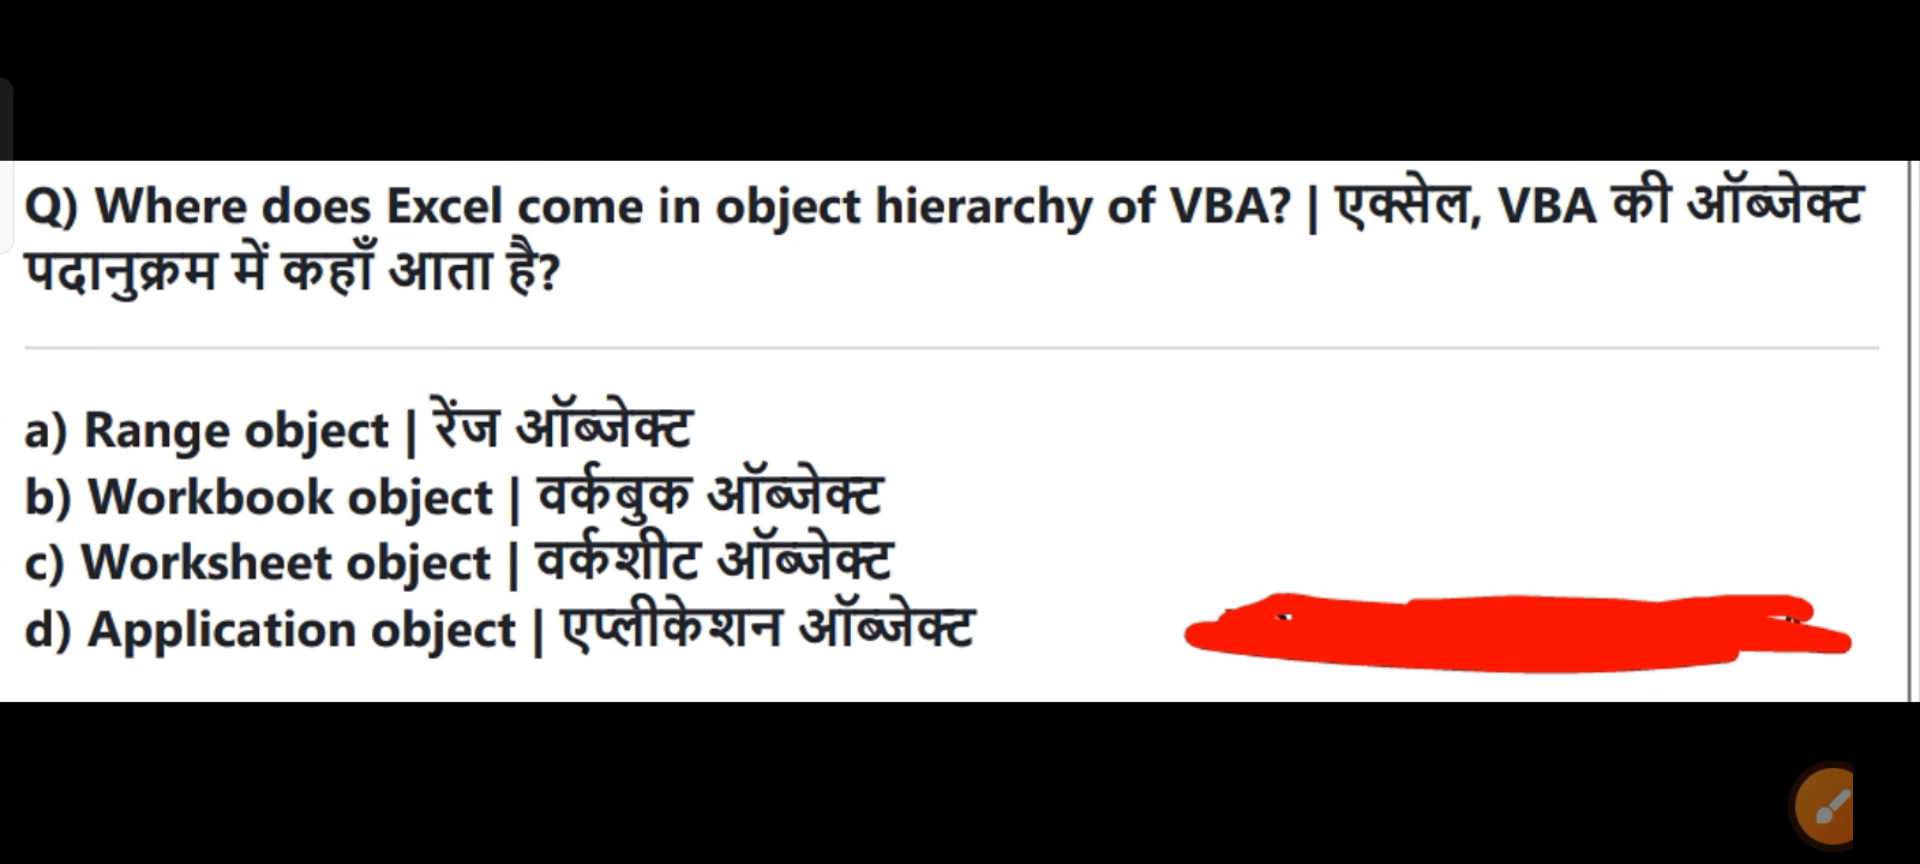 Q) Where does Excel come in object hierarchy of VBA? | एक्सेल, VBA की ऑब्जेक्ट
पदानुक्रम में कहाँ आता है?
a) Range object | रेंज ऑब्जेक्ट
b) Workbook object | वर्कबुक ऑब्जेक्ट
c) Worksheet object | वर्कशीट ऑब्जेक्ट
d) Application object | एप्लीकेशन ऑब्जेक्ट